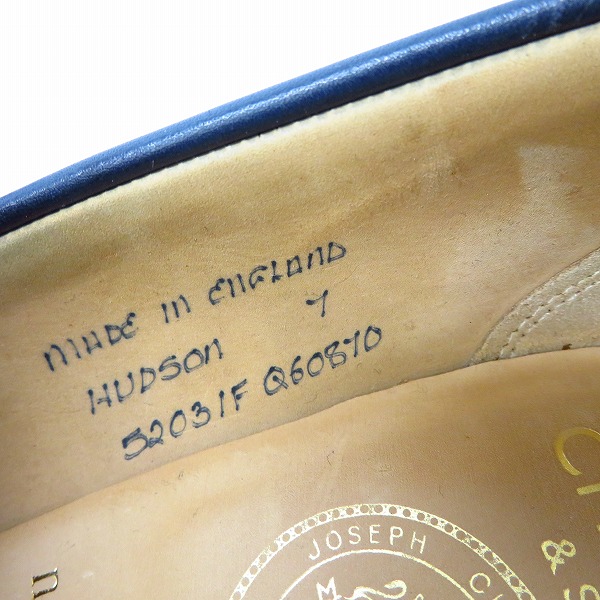 MADE IN ENGLAND
HUDSON 7
52031F Q60870
JOSEPH
&